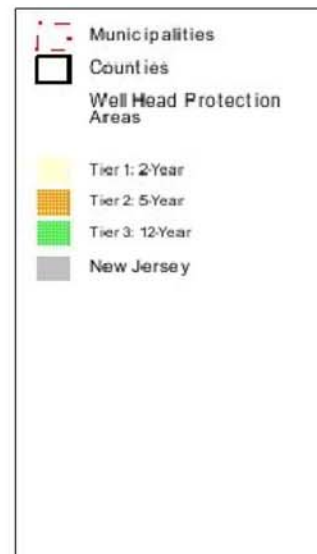 Municipalities
Counties
Well Head Protection
Areas
Tier 1: 2-Year
Tier 2: 5-Year
Tier 3: 12-Year
New Jersey